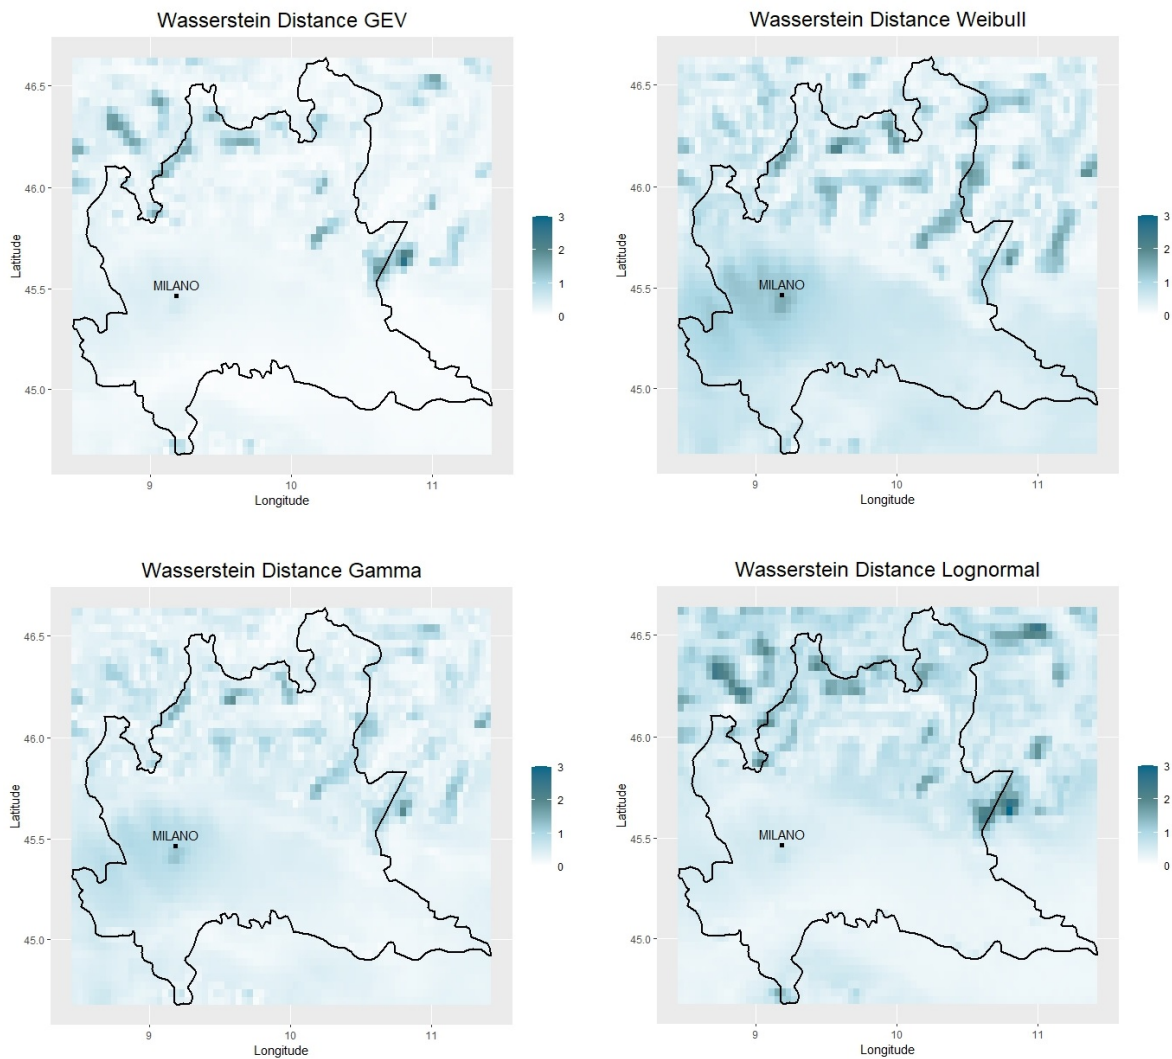 Wasserstein Distance GEV
46.5
46.0
45.5
45.0
Latitude
MILANO
9
10
11
Longitude
3
2
1
0
Wasserstein Distance Weibull
46.5
46.0
45.5
45.0
Latitude
MILANO
9
10
11
Longitude
3
2
1
0
Wasserstein Distance Gamma
46.5
46.0
45.5
45.0
Latitude
MILANO
9
10
11
Longitude
3
2
1
0
Wasserstein Distance Lognormal
46.5
46.0
45.5
45.0
Latitude
MILANO
9
10
11
Longitude
3
2
1
0